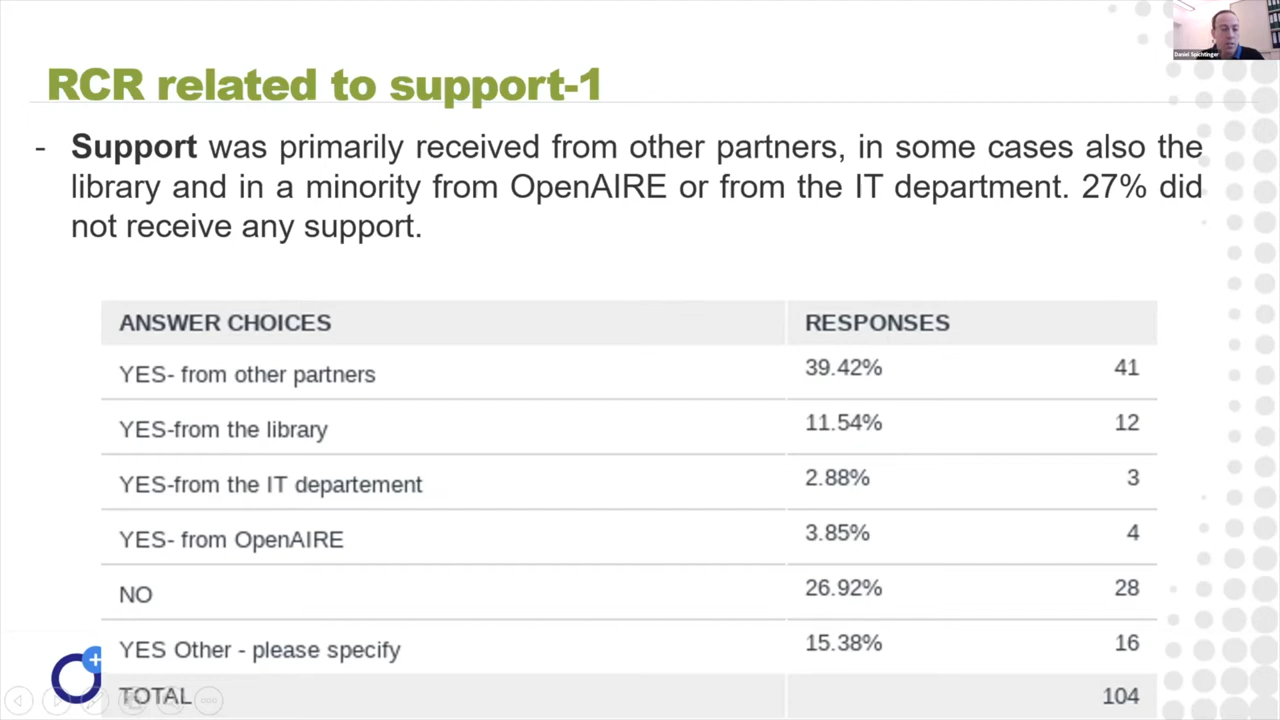 Daniel Spichtinger
RCR related to support-1
- Support was primarily received from other partners, in some cases also the
library and in a minority from OpenAIRE or from the IT department. 27% did
not receive any support.
ANSWER CHOICES RESPONSES
YES- from other partners 39.42% 41
YES-from the library 11.54% 12
YES-from the IT departement 2.88% 3
YES- from OpenAIRE 3.85% 4
NO 26.92% 28
YES Other - please specify 15.38% 16
TOTAL 104